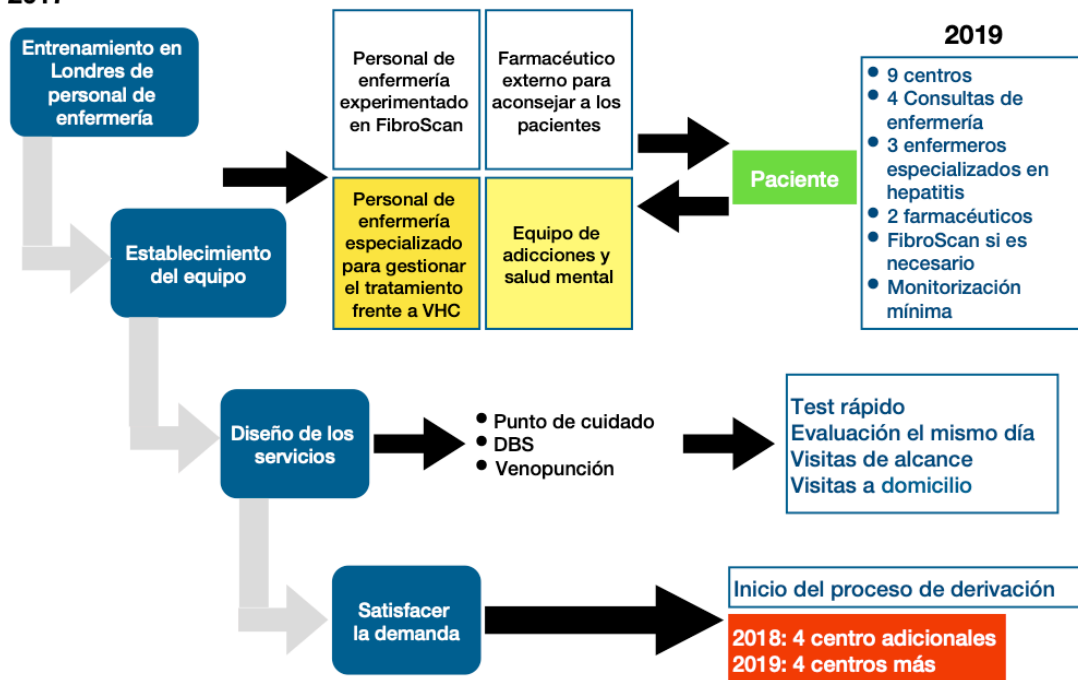 2017
Entrenamiento en
Londres de
personal de
enfermería
Personal de
enfermería
experimentado
en FibroScan
Farmacéutico
externo para
aconsejar a los
pacientes
Personal de
enfermería
especializado
para gestionar
el tratamiento
frente a VHC
Equipo de
adicciones y
salud mental
Paciente
2019
• 9 centros
• 4 Consultas de
enfermería
• 3 enfermeros
especializados en
hepatitis
• 2 farmacéuticos
• FibroScan si es
necesario
• Monitorización
mínima
Establecimiento
del equipo
Diseño de los
servicios
• Punto de cuidado
• DBS
• Venopunción
Test rápido
Evaluación el mismo día
Visitas de alcance
Visitas a domicilio
Satisfacer
la demanda
Inicio del proceso de derivación
2018: 4 centro adicionales
2019: 4 centros más